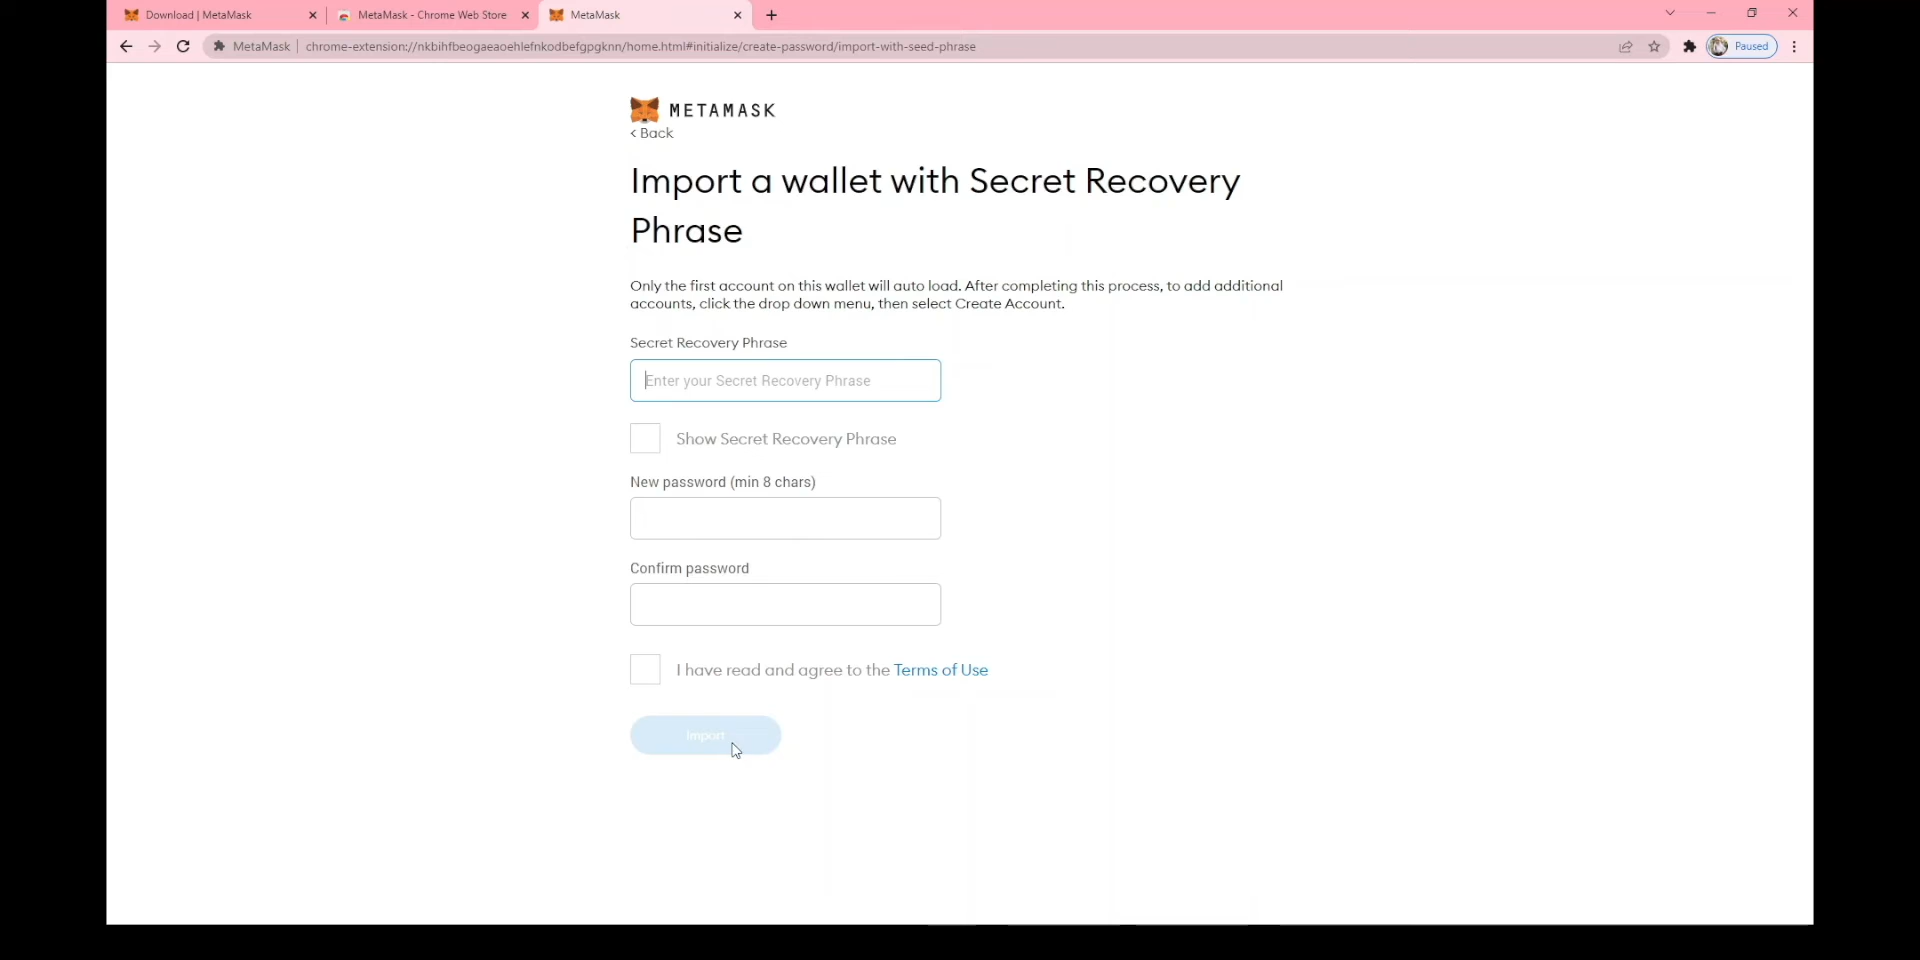 Download | MetaMask
MetaMask - Chrome Web Store
MetaMask
MetaMask
chrome-extension://nkbihfbeogaeaoehlefnkodbefgpgknn/home.html#initialize/create-password/import-with-seed-phrase
Paused
METAMASK
< Back
Import a wallet with Secret Recovery
Phrase
Only the first account on this wallet will auto load. After completing this process, to add additional
accounts, click the drop down menu, then select Create Account.
Secret Recovery Phrase
Enter your Secret Recovery Phrase
Show Secret Recovery Phrase
New password (min 8 chars)
Confirm password
I have read and agree to the Terms of Use
Import